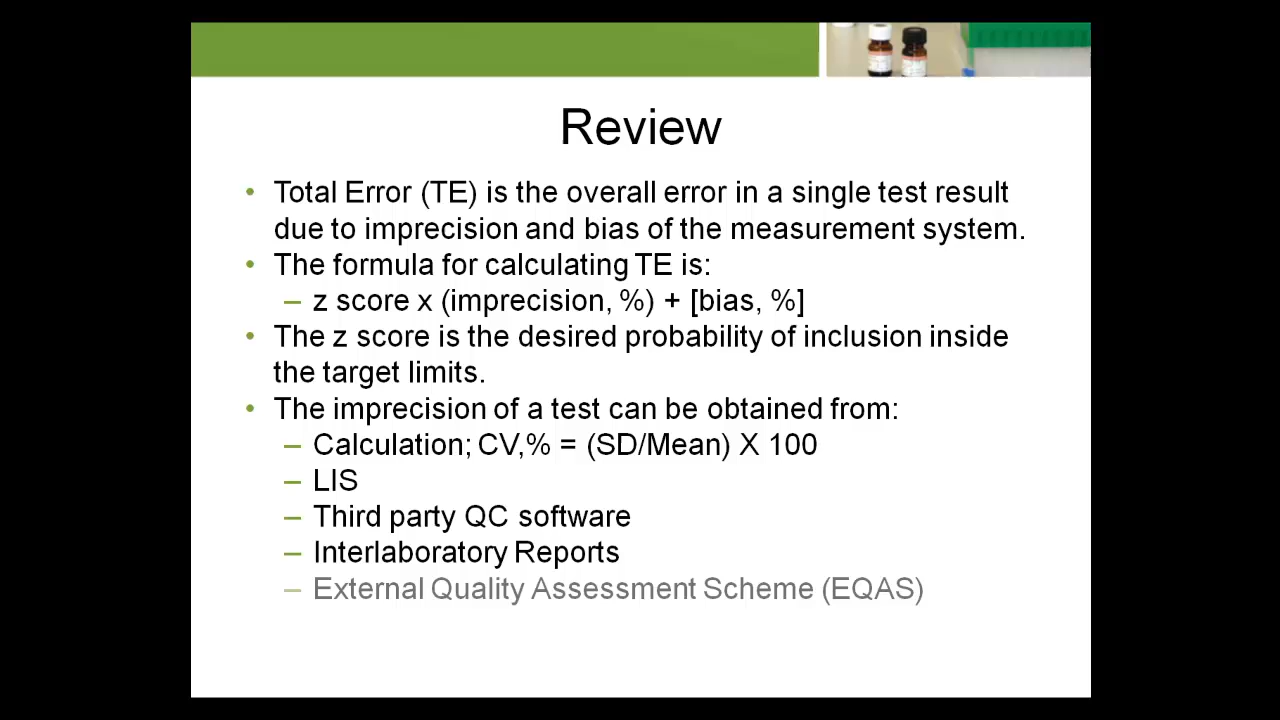 Review
• Total Error (TE) is the overall error in a single test result
due to imprecision and bias of the measurement system.
• The formula for calculating TE is:
– z score x (imprecision, %) + [bias, %]
• The z score is the desired probability of inclusion inside
the target limits.
• The imprecision of a test can be obtained from:
– Calculation; CV,% = (SD/Mean) X 100
– LIS
– Third party QC software
– Interlaboratory Reports
– External Quality Assessment Scheme (EQAS)